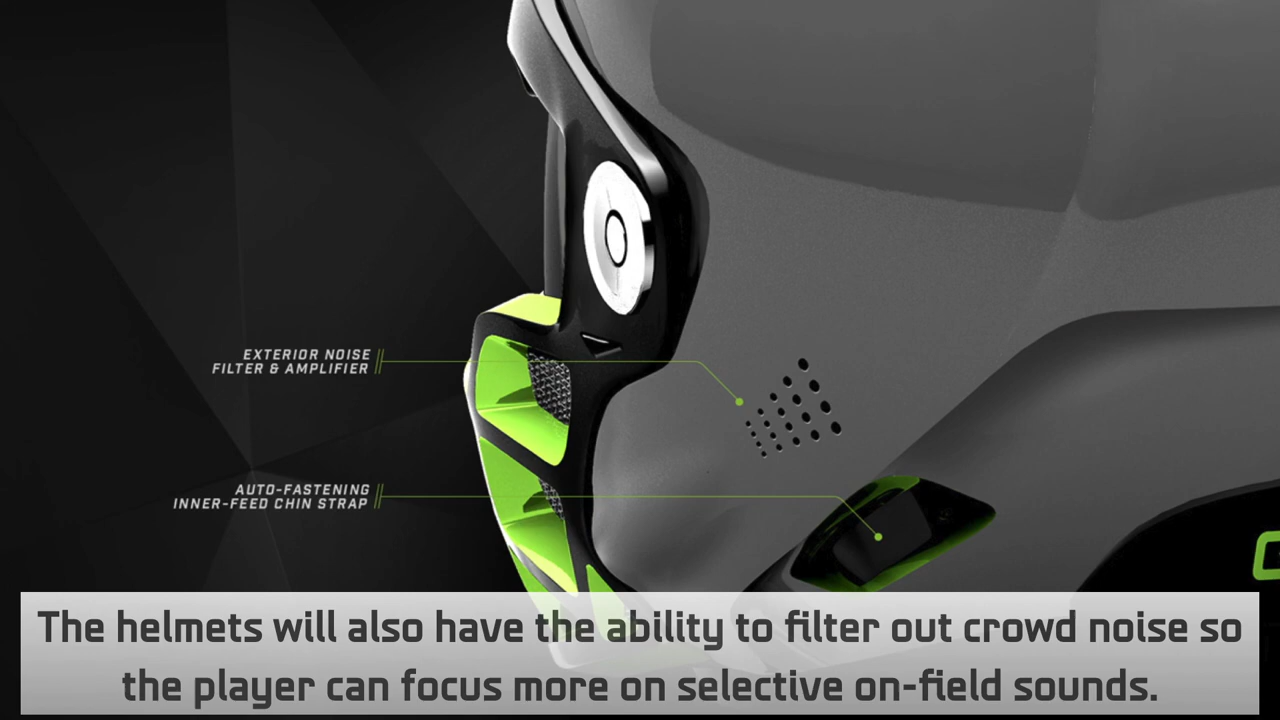 EXTERIOR NOISE
FILTER & AMPLIFIER
AUTO-FASTENING
INNER-FEED CHIN STRAP
The helmets will also have the ability to filter out crowd noise so
the player can focus more on selective on-field sounds.